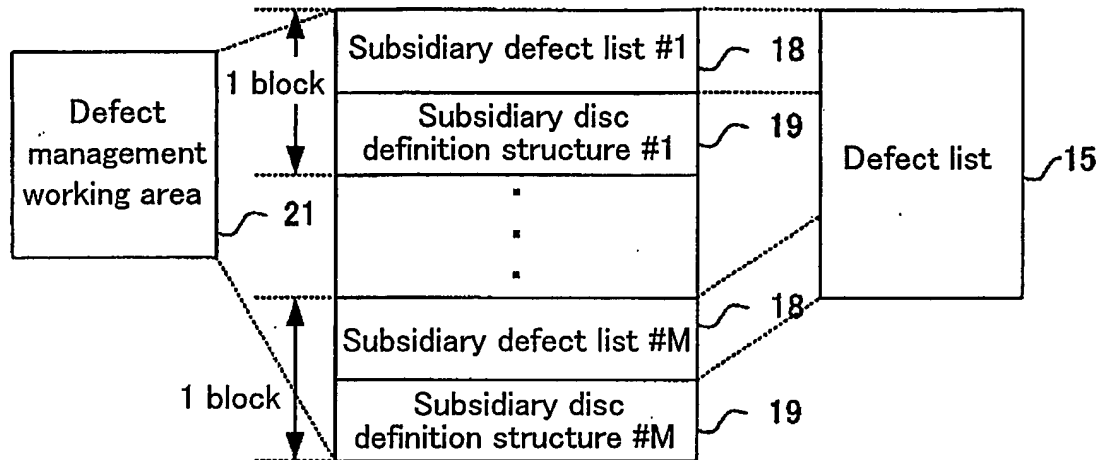 Defect
management
working area
21
1 block
Subsidiary defect list #1
18
Subsidiary disc
definition structure #1
19
Defect list
15
1 block
Subsidiary defect list #M
18
Subsidiary disc
definition structure #M
19